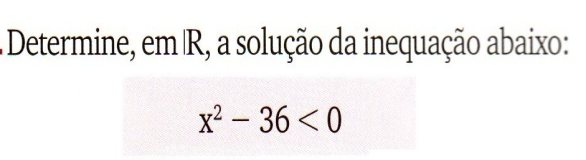 Determine, em ℝ, a solução da inequação abaixo:
x² − 36 < 0